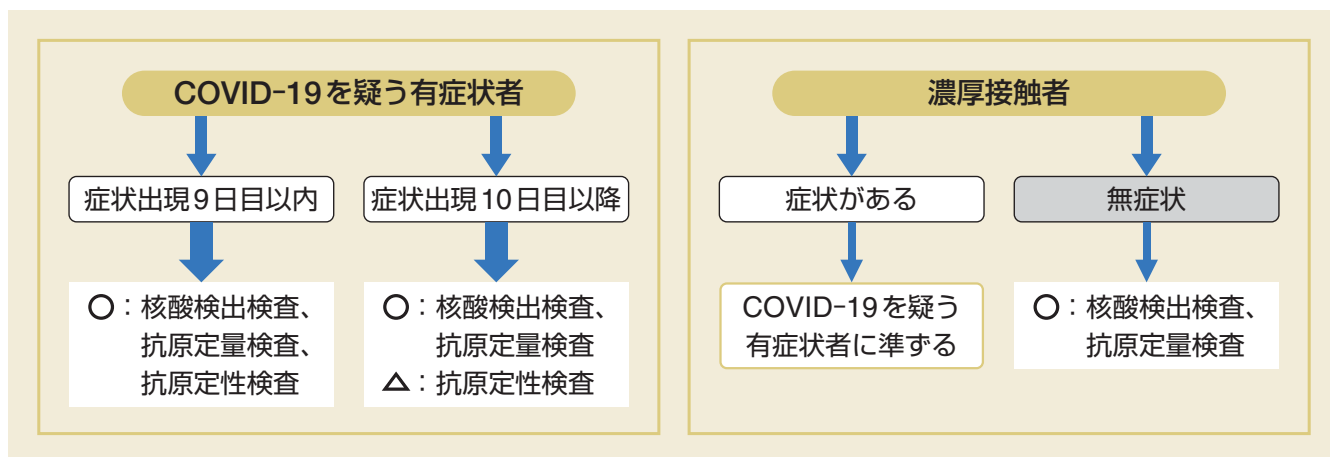 COVID-19を疑う有症状者
症状出現9日目以内
症状出現10日目以降
○：核酸検出検査、
抗原定量検査、
抗原定性検査
○：核酸検出検査、
抗原定量検査
△：抗原定性検査
濃厚接触者
症状がある
無症状
COVID-19を疑う
有症状者に準ずる
○：核酸検出検査、
抗原定量検査